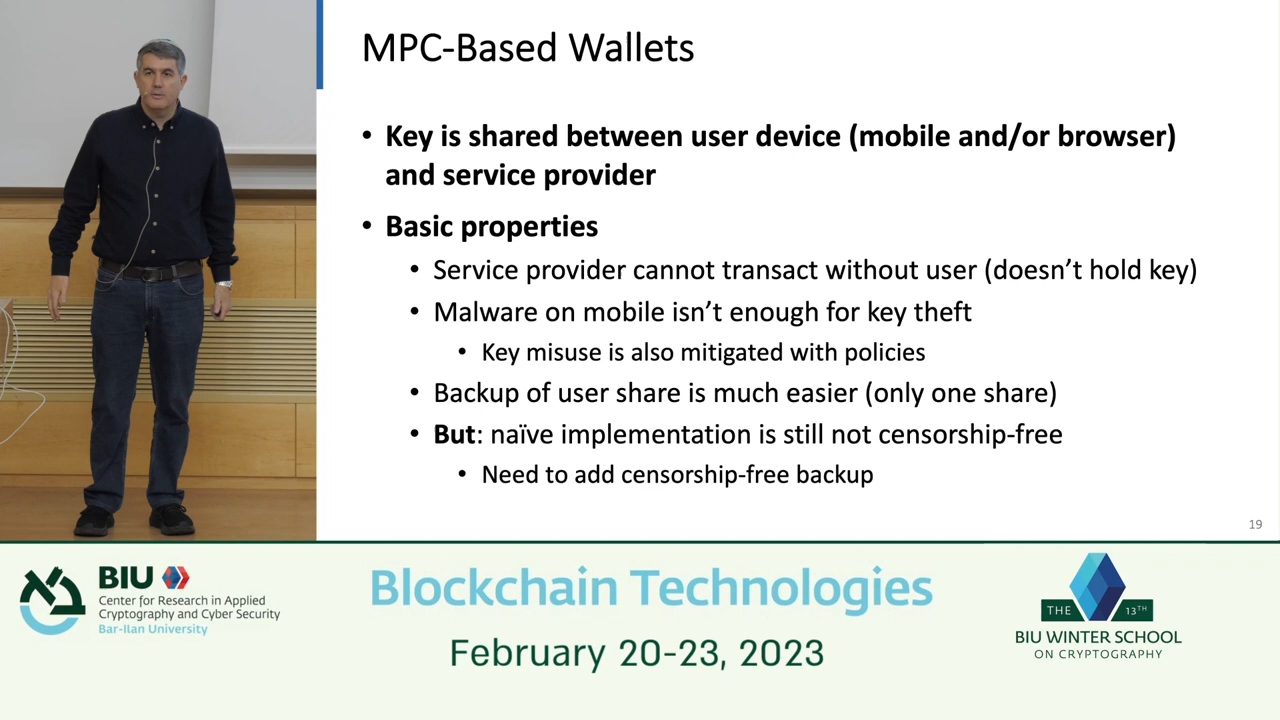 MPC-Based Wallets
• Key is shared between user device (mobile and/or browser)
and service provider
• Basic properties
• Service provider cannot transact without user (doesn’t hold key)
• Malware on mobile isn’t enough for key theft
• Key misuse is also mitigated with policies
• Backup of user share is much easier (only one share)
• But: naïve implementation is still not censorship-free
• Need to add censorship-free backup
19
BIU
Center for Research in Applied
Cryptography and Cyber Security
Bar-Ilan University
Blockchain Technologies
February 20-23, 2023
THE 13TH
BIU WINTER SCHOOL
ON CRYPTOGRAPHY